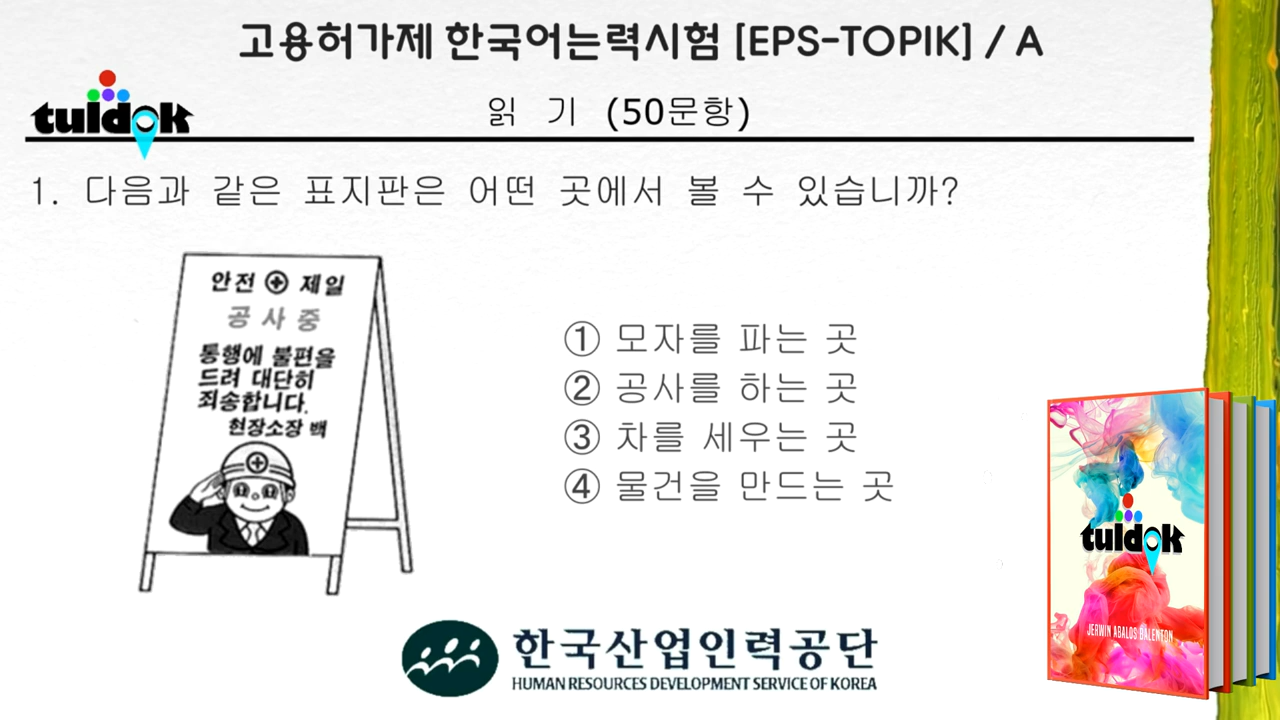 고용허가제 한국어능력시험 [EPS-TOPIK] / A
tuldok
읽 기 (50문항)
1. 다음과 같은 표지판은 어떤 곳에서 볼 수 있습니까?
안전 제일
공사중
통행에 불편을
드려 대단히
죄송합니다.
현장소장 백
① 모자를 파는 곳
② 공사를 하는 곳
③ 차를 세우는 곳
④ 물건을 만드는 곳
tuldok
JERWIN ABALOS BALENTON
한국산업인력공단
HUMAN RESOURCES DEVELOPMENT SERVICE OF KOREA